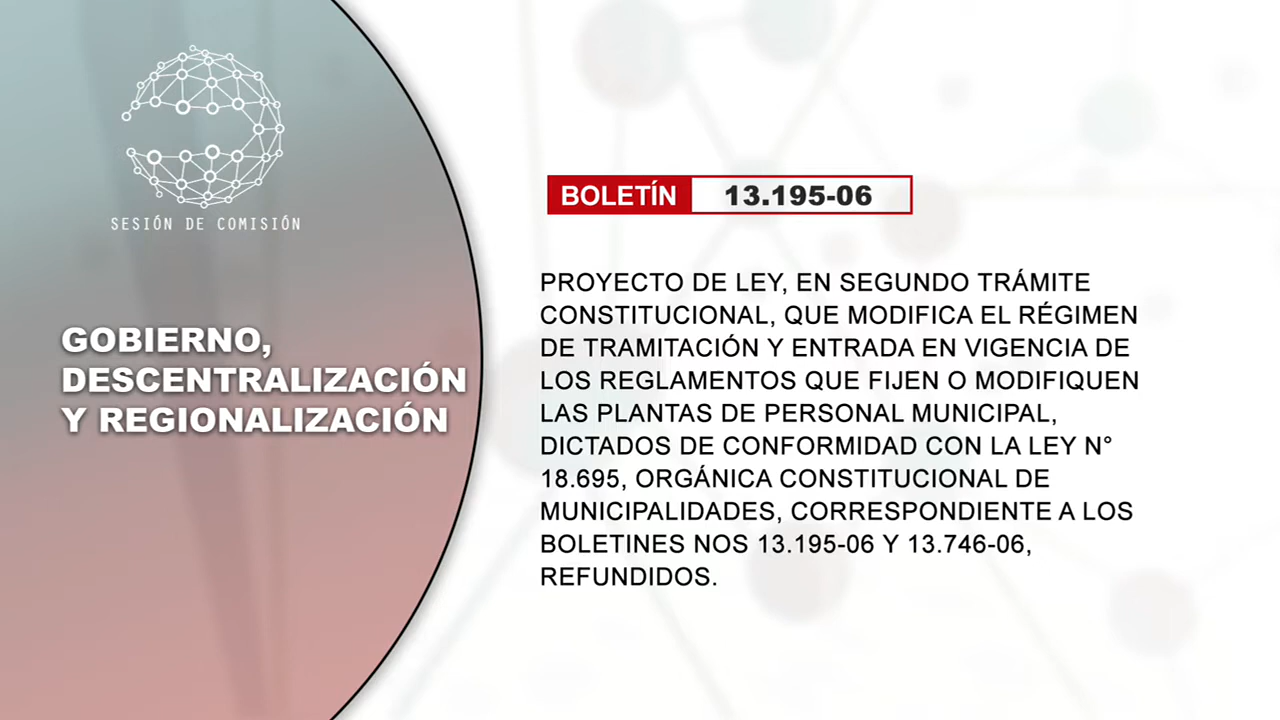 SESIÓN DE COMISIÓN
GOBIERNO,
DESCENTRALIZACIÓN
Y REGIONALIZACIÓN
BOLETÍN 13.195-06
PROYECTO DE LEY, EN SEGUNDO TRÁMITE
CONSTITUCIONAL, QUE MODIFICA EL RÉGIMEN
DE TRAMITACIÓN Y ENTRADA EN VIGENCIA DE
LOS REGLAMENTOS QUE FIJEN O MODIFIQUEN
LAS PLANTAS DE PERSONAL MUNICIPAL,
DICTADOS DE CONFORMIDAD CON LA LEY N°
18.695, ORGÁNICA CONSTITUCIONAL DE
MUNICIPALIDADES, CORRESPONDIENTE A LOS
BOLETINES NOS 13.195-06 Y 13.746-06,
REFUNDIDOS.